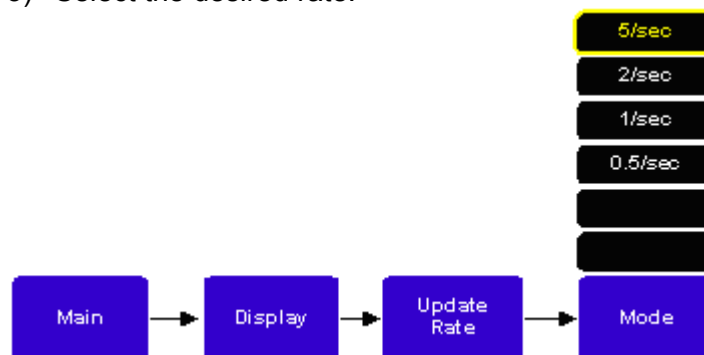 Select the desired rate.
5/sec
2/sec
1/sec
0.5/sec
Main
Display
Update
Rate
Mode